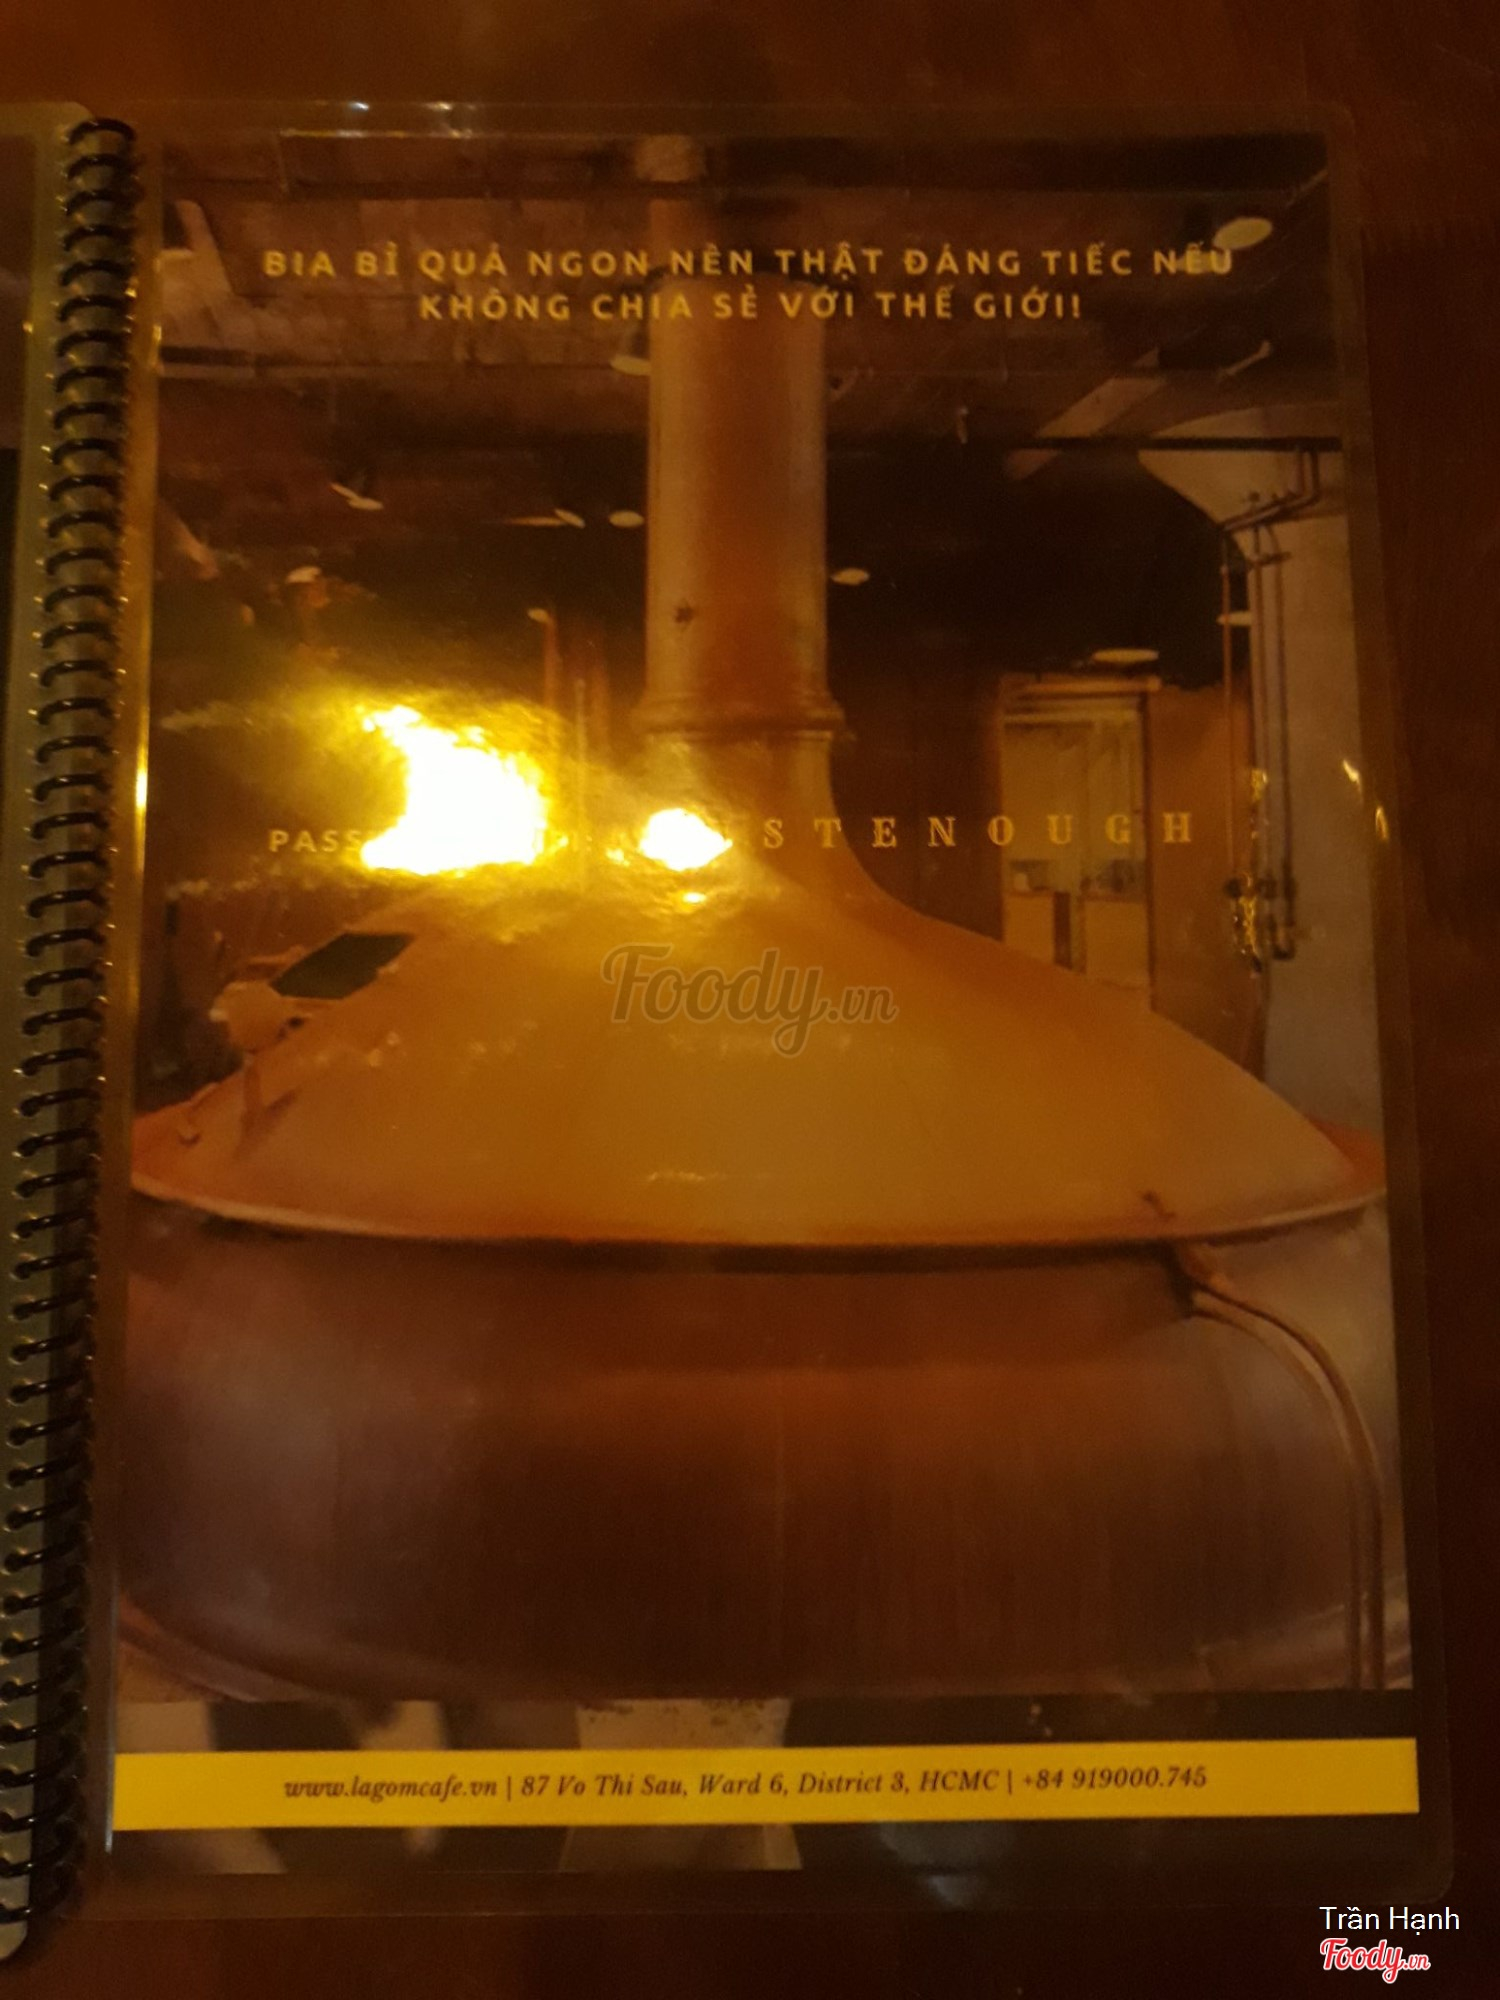 BIA BỈ QUÁ NGON NÊN THẬT ĐÁNG TIẾC NẾU
KHÔNG CHIA SẺ VỚI THẾ GIỚI!
STENOUGH
Foody.vn
www.lagomcafe.vn | 87 Vo Thi Sau, Ward 6, District 3, HCMC | +84 919000.745
Trần Hạnh
Foody.vn